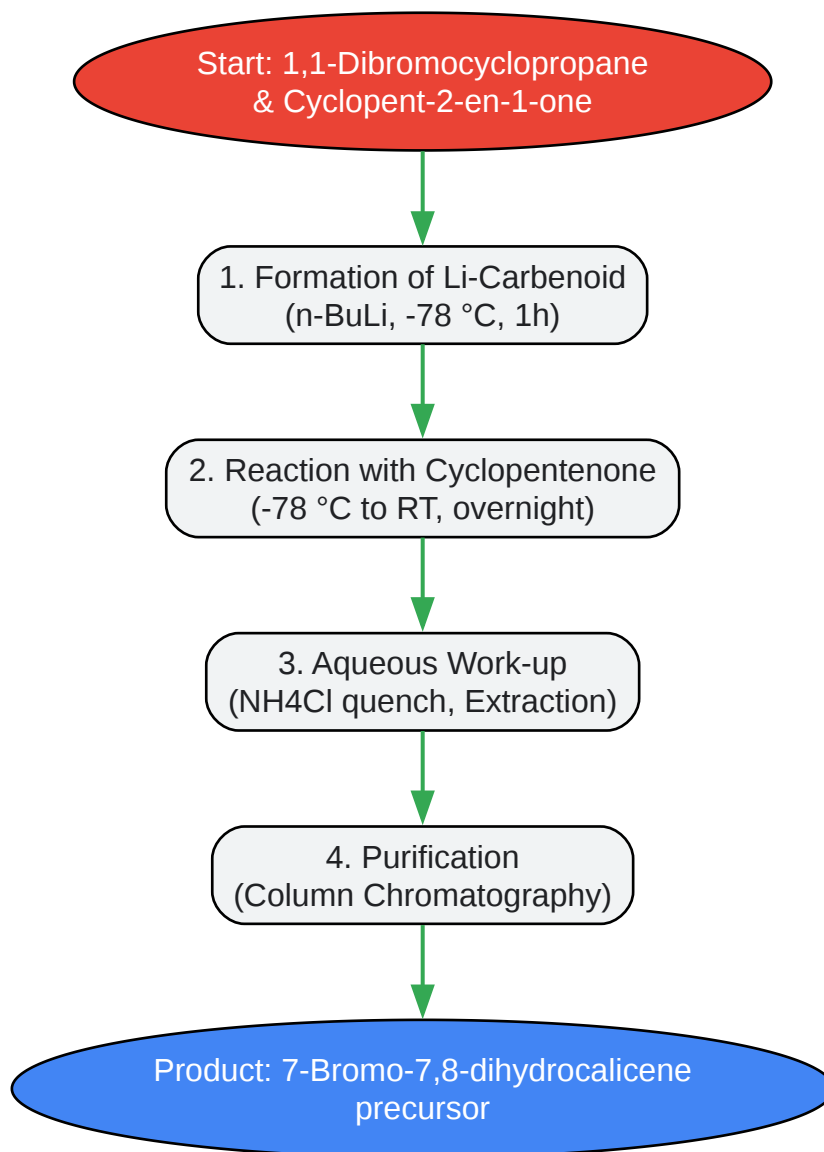 Start: 1,1-Dibromocyclopropane
& Cyclopent-2-en-1-one
1. Formation of Li-Carbenoid
(n-BuLi, -78 °C, 1h)
2. Reaction with Cyclopentenone
(-78 °C to RT, overnight)
3. Aqueous Work-up
(NH4Cl quench, Extraction)
4. Purification
(Column Chromatography)
Product: 7-Bromo-7,8-dihydrocalicene
precursor